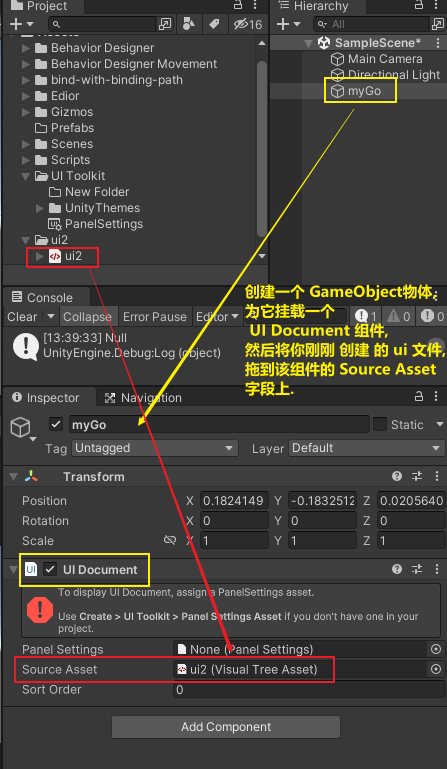 Project
Hierarchy
16
All
Assets
Behavior Designer
Behavior Designer Movement
bind-with-binding-path
Edior
Gizmos
Prefabs
Scenes
Scripts
UI Toolkit
New Folder
UnityThemes
PanelSettings
ui2
ui2
SampleScene*
Main Camera
Directional Light
myGo
创建一个 GameObject物体,
为它挂载一个
UI Document 组件,
然后将你刚刚 创建 的 ui 文件,
拖到该组件的 Source Asset
字段上.
Console
Clear Collapse Error Pause Editor 1 0 0
[13:39:33] Null
UnityEngine.Debug:Log (object)
Inspector Navigation
myGo Static
Tag Untagged Layer Default
Transform
Position X 0.1824149 Y -0.1832512 Z 0.0205640
Rotation X 0 Y 0 Z 0
Scale X 1 Y 1 Z 1
UI UI Document
To display UI Document, assign a PanelSettings asset.
Use Create > UI Toolkit > Panel Settings Asset if you don't have one in your
project.
Panel Settings None (Panel Settings)
Source Asset ui2 (Visual Tree Asset)
Sort Order 0
Add Component